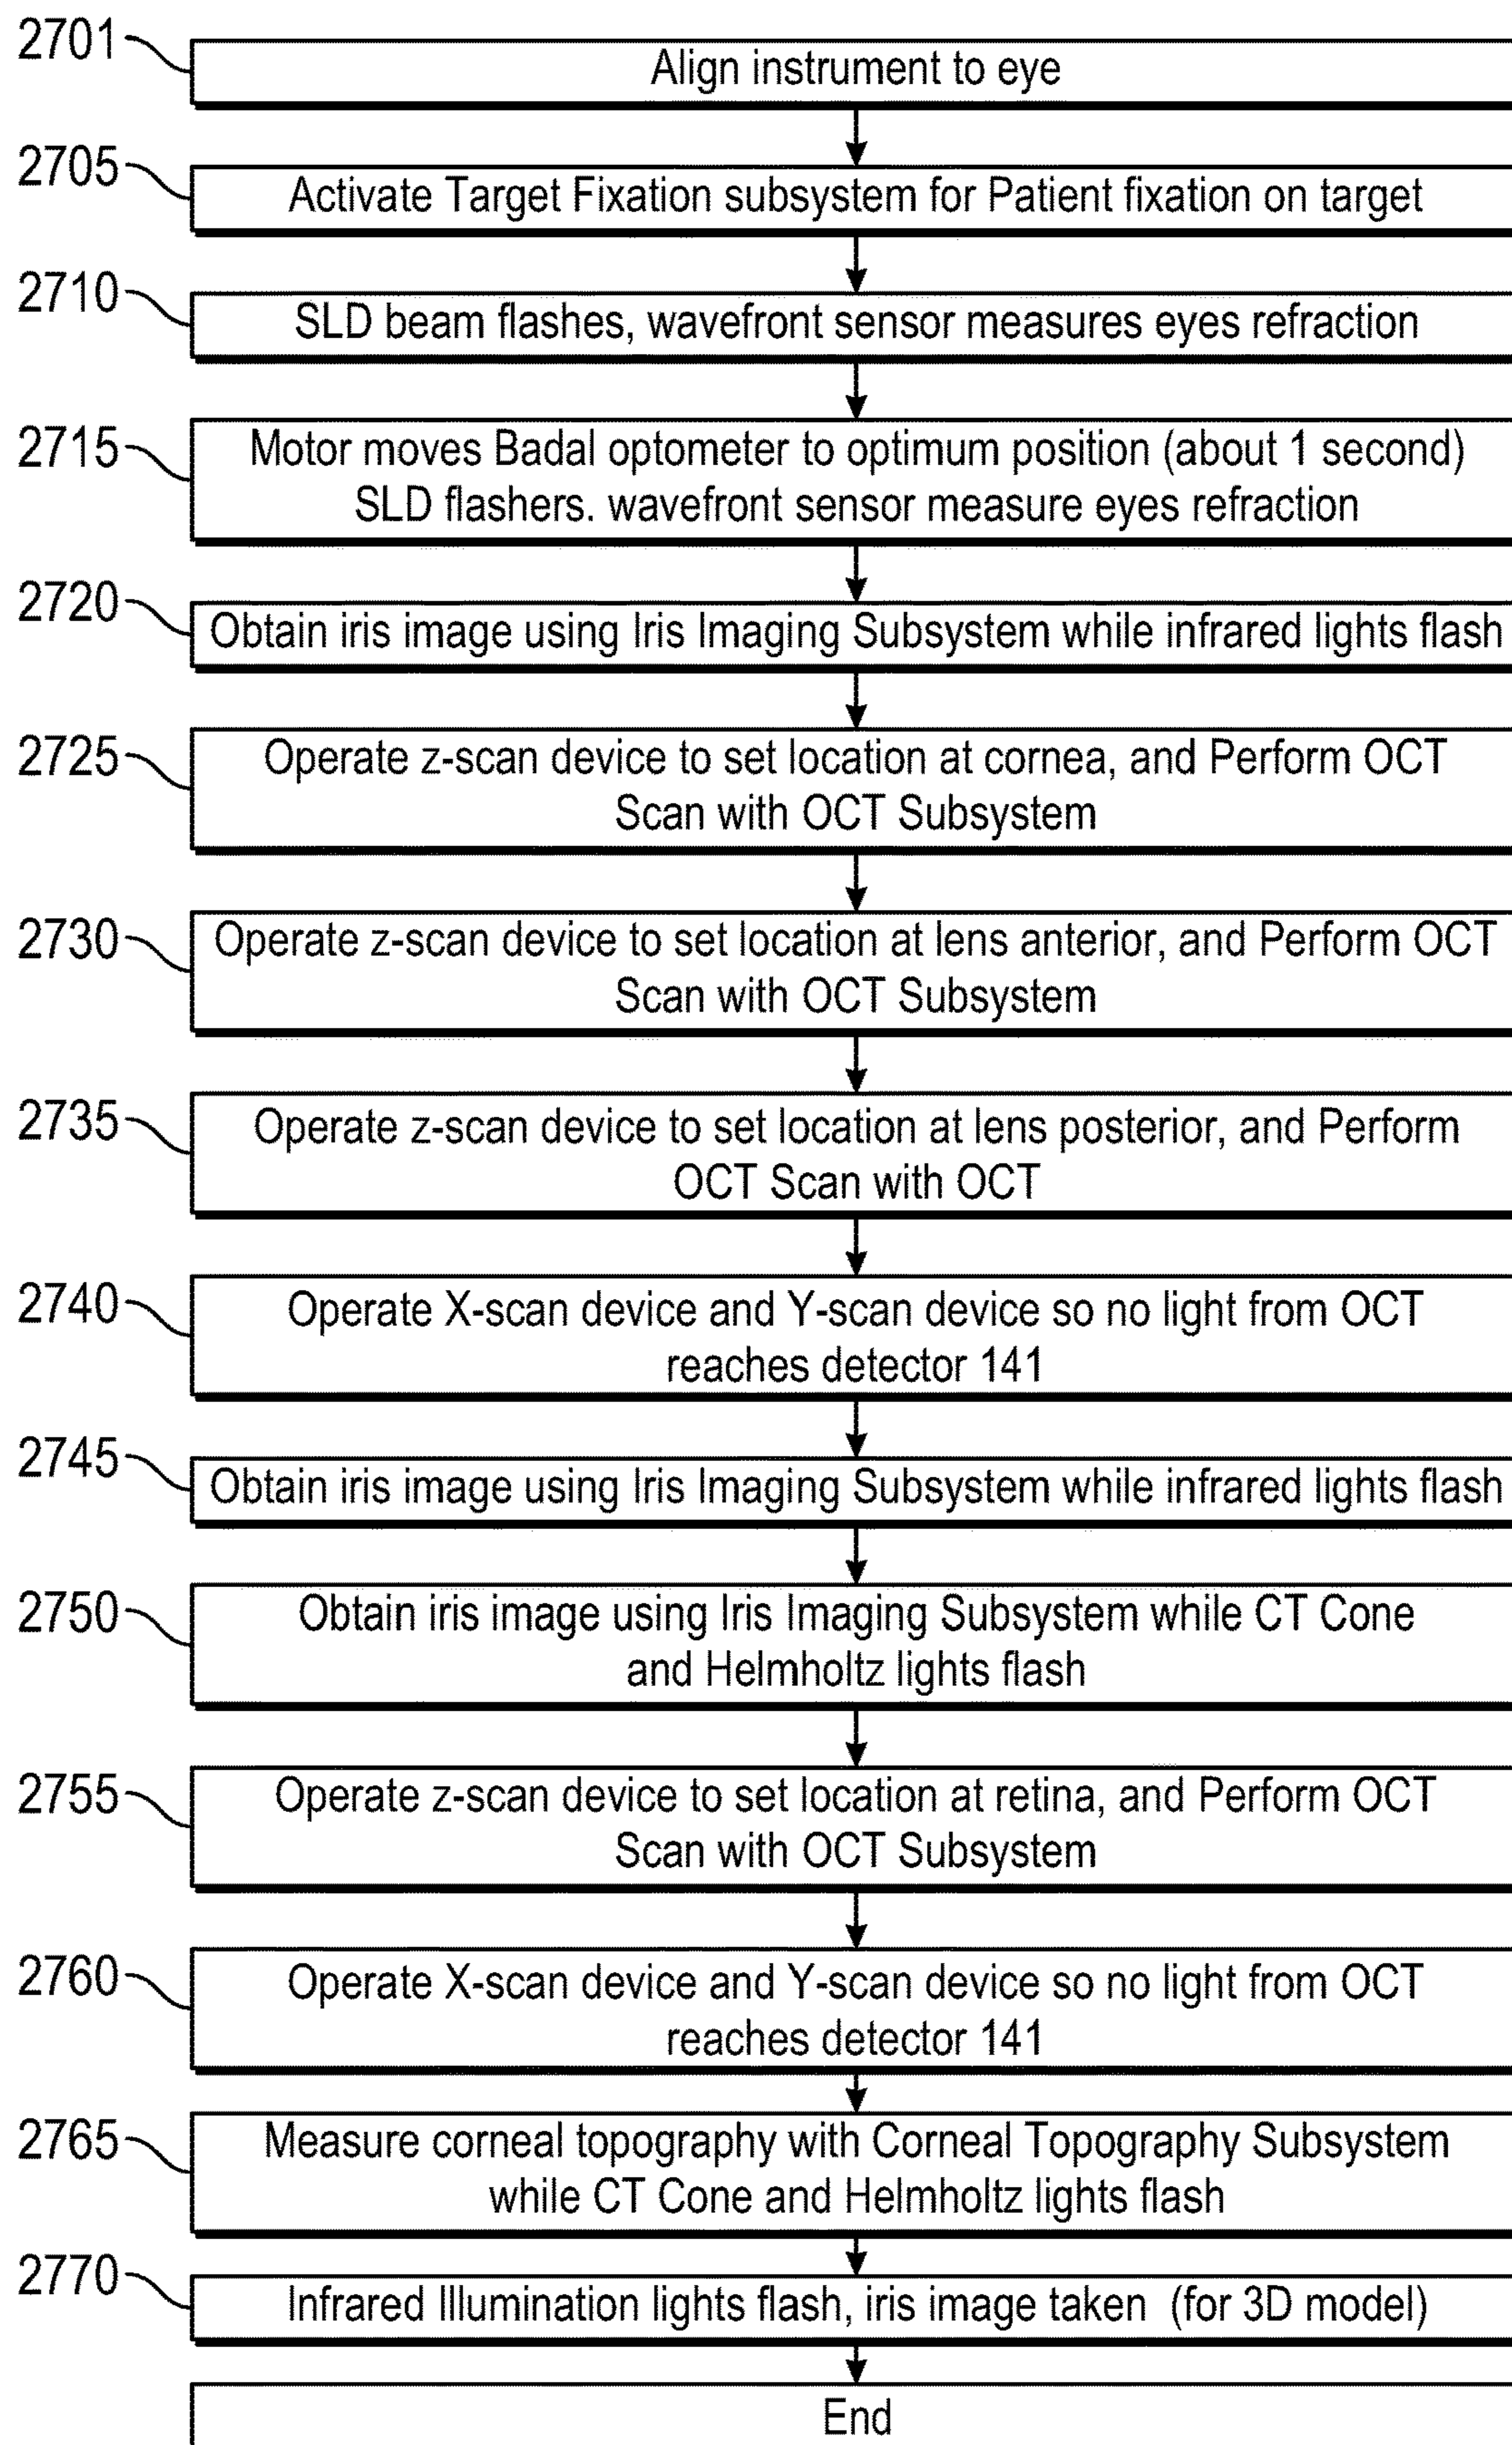 2701
Align instrument to eye
2705
Activate Target Fixation subsystem for Patient fixation on target
2710
SLD beam flashes, wavefront sensor measures eyes refraction
2715
Motor moves Badal optometer to optimum position (about 1 second)
SLD flashers. wavefront sensor measure eyes refraction
2720
Obtain iris image using Iris Imaging Subsystem while infrared lights flash
2725
Operate z-scan device to set location at cornea, and Perform OCT
Scan with OCT Subsystem
2730
Operate z-scan device to set location at lens anterior, and Perform OCT
Scan with OCT Subsystem
2735
Operate z-scan device to set location at lens posterior, and Perform
OCT Scan with OCT
2740
Operate X-scan device and Y-scan device so no light from OCT
reaches detector 141
2745
Obtain iris image using Iris Imaging Subsystem while infrared lights flash
2750
Obtain iris image using Iris Imaging Subsystem while CT Cone
and Helmholtz lights flash
2755
Operate z-scan device to set location at retina, and Perform OCT
Scan with OCT Subsystem
2760
Operate X-scan device and Y-scan device so no light from OCT
reaches detector 141
2765
Measure corneal topography with Corneal Topography Subsystem
while CT Cone and Helmholtz lights flash
2770
Infrared Illumination lights flash, iris image taken (for 3D model)
End